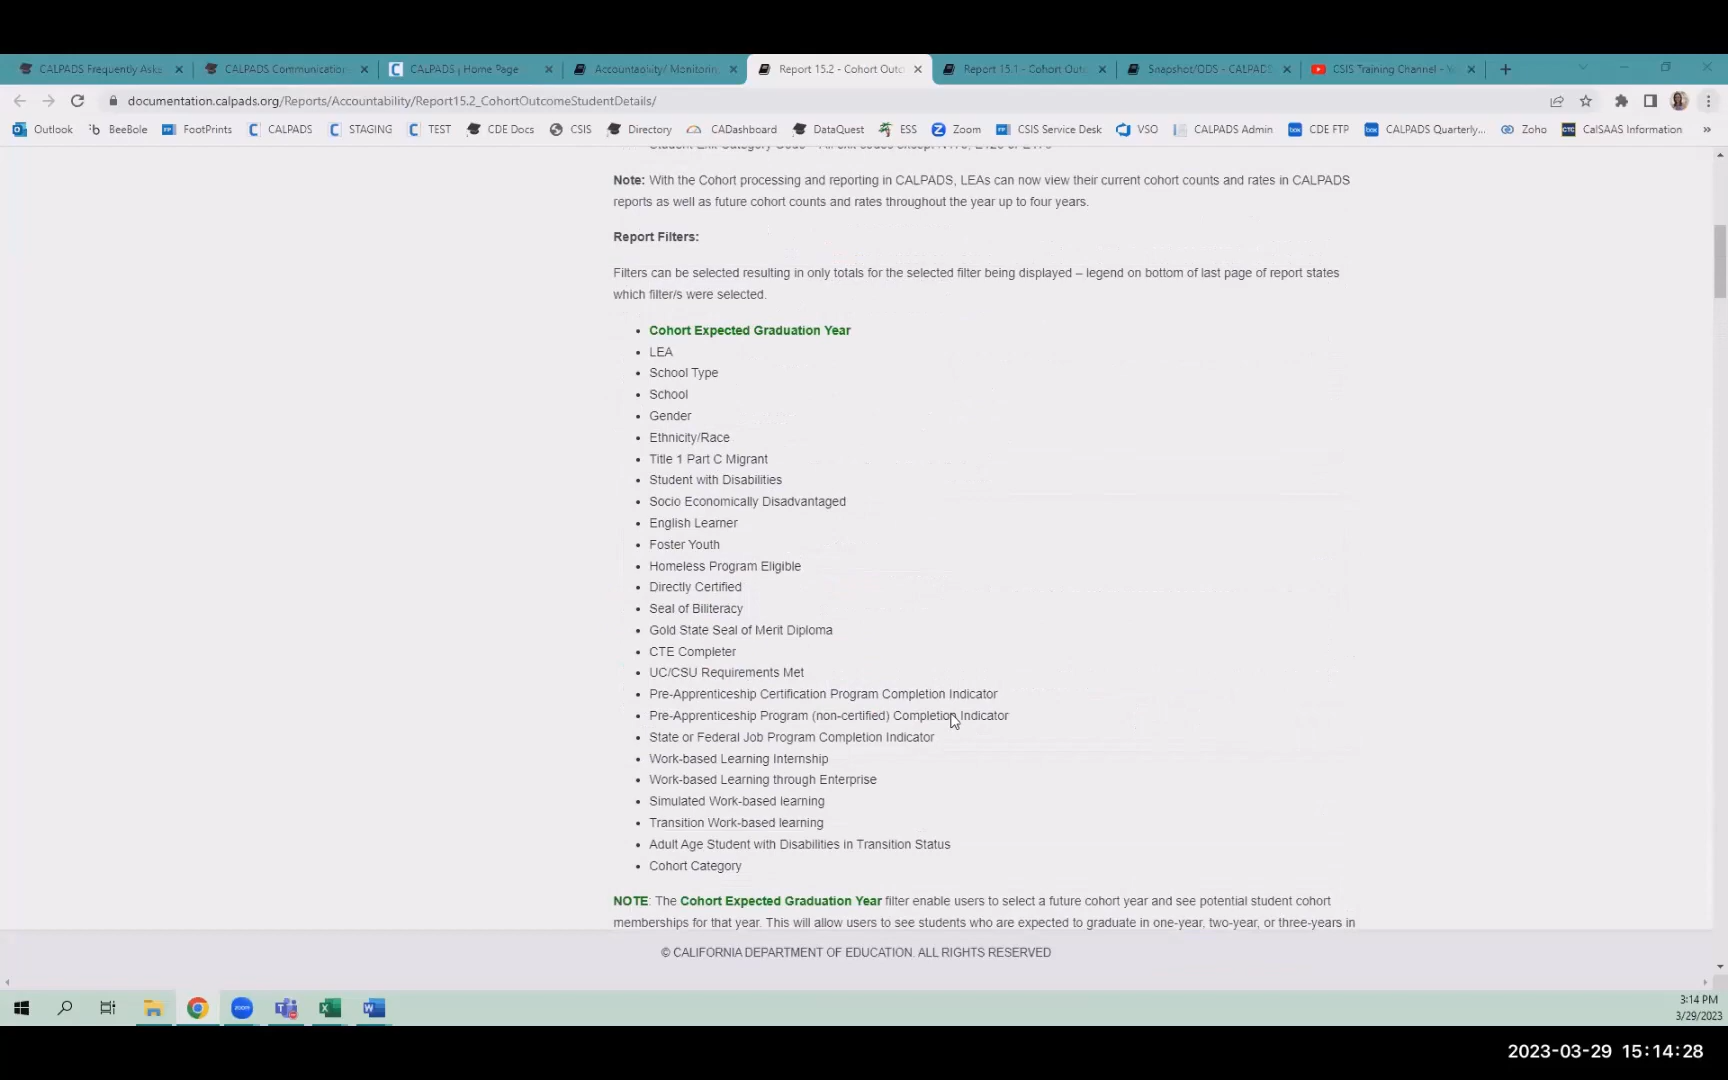 CALPADS Frequently Aske
CALPADS Communication
CALPADS | Home Page
Accountability/ Monitorin
Report 15.2 - Cohort Outc
Report 15.1 - Cohort Outc
Snapshot/ODS - CALPADS
CSIS Training Channel - Y
documentation.calpads.org/Reports/Accountability/Report15.2_CohortOutcomeStudentDetails/
Outlook
BeeBole
FootPrints
CALPADS
STAGING
TEST
CDE Docs
CSIS
Directory
CADashboard
DataQuest
ESS
Zoom
CSIS Service Desk
VSO
CALPADS Admin
CDE FTP
CALPADS Quarterly...
Zoho
CalSAAS Information
»
Note: With the Cohort processing and reporting in CALPADS, LEAs can now view their current cohort counts and rates in CALPADS
reports as well as future cohort counts and rates throughout the year up to four years.
Report Filters:
Filters can be selected resulting in only totals for the selected filter being displayed – legend on bottom of last page of report states
which filter/s were selected.
• Cohort Expected Graduation Year
• LEA
• School Type
• School
• Gender
• Ethnicity/Race
• Title 1 Part C Migrant
• Student with Disabilities
• Socio Economically Disadvantaged
• English Learner
• Foster Youth
• Homeless Program Eligible
• Directly Certified
• Seal of Biliteracy
• Gold State Seal of Merit Diploma
• CTE Completer
• UC/CSU Requirements Met
• Pre-Apprenticeship Certification Program Completion Indicator
• Pre-Apprenticeship Program (non-certified) Completion Indicator
• State or Federal Job Program Completion Indicator
• Work-based Learning Internship
• Work-based Learning through Enterprise
• Simulated Work-based learning
• Transition Work-based learning
• Adult Age Student with Disabilities in Transition Status
• Cohort Category
NOTE: The Cohort Expected Graduation Year filter enable users to select a future cohort year and see potential student cohort
memberships for that year. This will allow users to see students who are expected to graduate in one-year, two-year, or three-years in
© CALIFORNIA DEPARTMENT OF EDUCATION. ALL RIGHTS RESERVED
3:14 PM
3/29/2023
2023-03-29 15:14:28